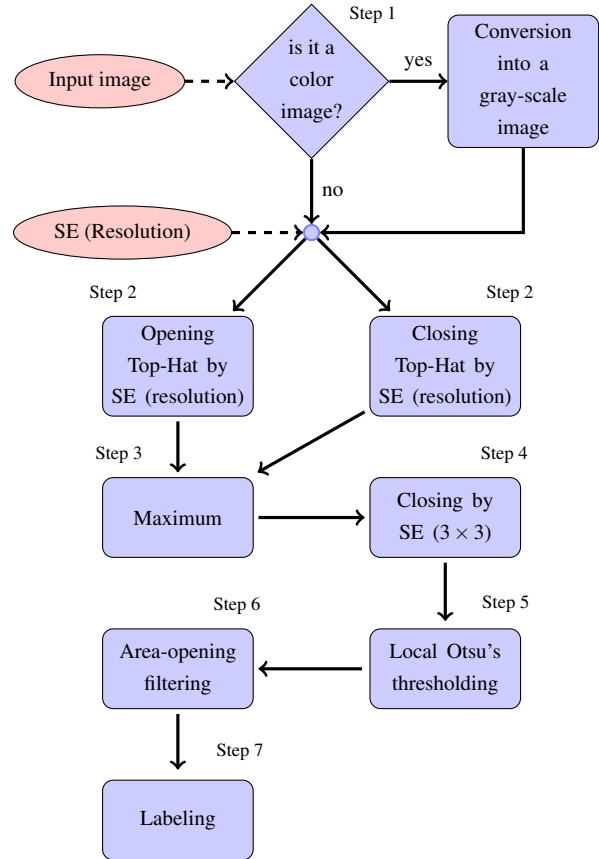 Step 1
Input image
is it a
color
image?
yes
Conversion
into a
gray-scale
image
no
SE (Resolution)
Step 2
Step 2
Opening
Top-Hat by
SE (resolution)
Closing
Top-Hat by
SE (resolution)
Step 3
Step 4
Maximum
Closing by
SE (3 × 3)
Step 5
Step 6
Area-opening
filtering
Local Otsu's
thresholding
Step 7
Labeling